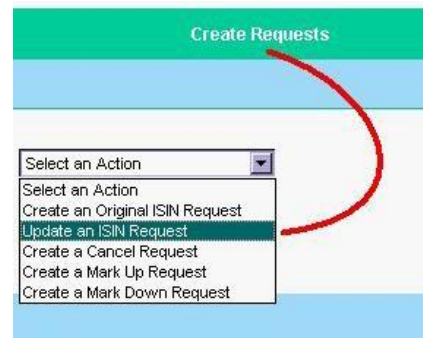 Create Requests
Select an Action
Select an Action
Create an Original ISIN Request
Update an ISIN Request
Create a Cancel Request
Create a Mark Up Request
Create a Mark Down Request